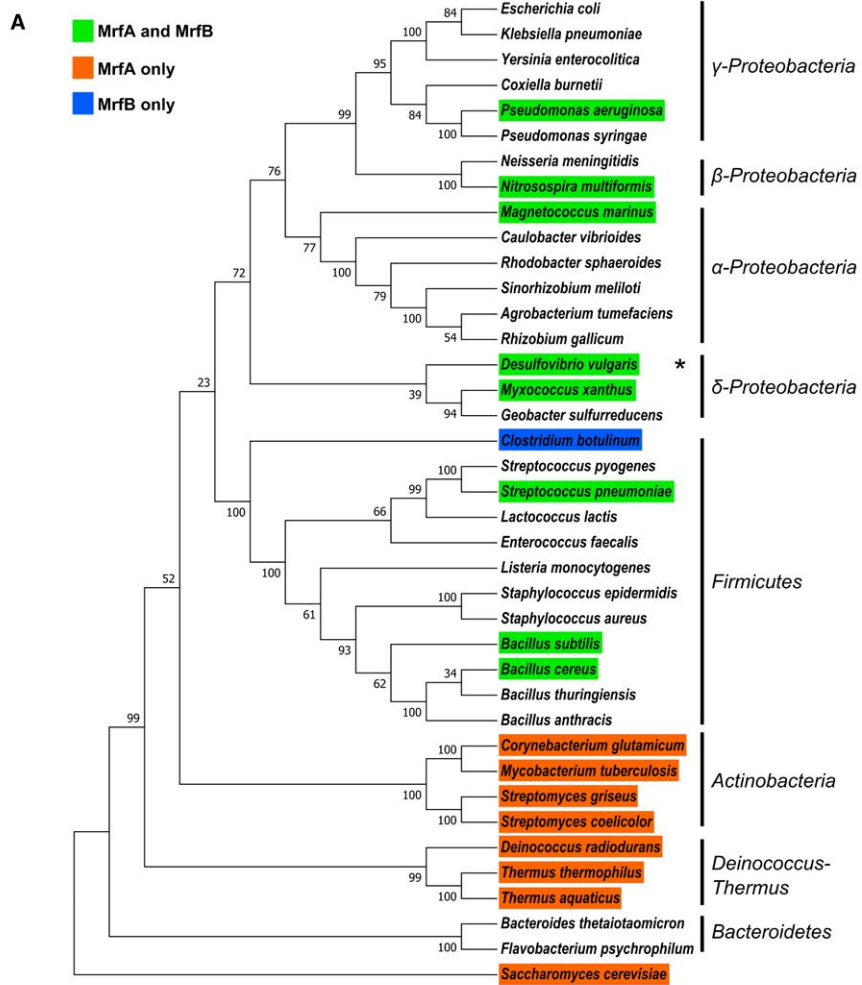 A
MrfA and MrfB
MrfA only
MrfB only
Escherichia coli
Klebsiella pneumoniae
Yersinia enterocolitica
Coxiella burnetii
Pseudomonas aeruginosa
Pseudomonas syringae
γ-Proteobacteria
Neisseria meningitidis
Nitrosospira multiformis
β-Proteobacteria
Magnetococcus marinus
Caulobacter vibrioides
Rhodobacter sphaeroides
Sinorhizobium meliloti
Agrobacterium tumefaciens
Rhizobium gallicum
α-Proteobacteria
Desulfovibrio vulgaris *
Myxococcus xanthus
Geobacter sulfurreducens
δ-Proteobacteria
Clostridium botulinum
Streptococcus pyogenes
Streptococcus pneumoniae
Lactococcus lactis
Enterococcus faecalis
Listeria monocytogenes
Staphylococcus epidermidis
Staphylococcus aureus
Bacillus subtilis
Bacillus cereus
Bacillus thuringiensis
Bacillus anthracis
Firmicutes
Corynebacterium glutamicum
Mycobacterium tuberculosis
Streptomyces griseus
Streptomyces coelicolor
Actinobacteria
Deinococcus radiodurans
Thermus thermophilus
Thermus aquaticus
Deinococcus-
Thermus
Bacteroides thetaiotaomicron
Flavobacterium psychrophilum
Bacteroidetes
Saccharomyces cerevisiae
84
100
95
84
100
99
100
76
77
100
79
100
54
72
39
94
23
100
99
66
100
100
100
61
93
62
34
100
52
100
100
100
99
99
100
100